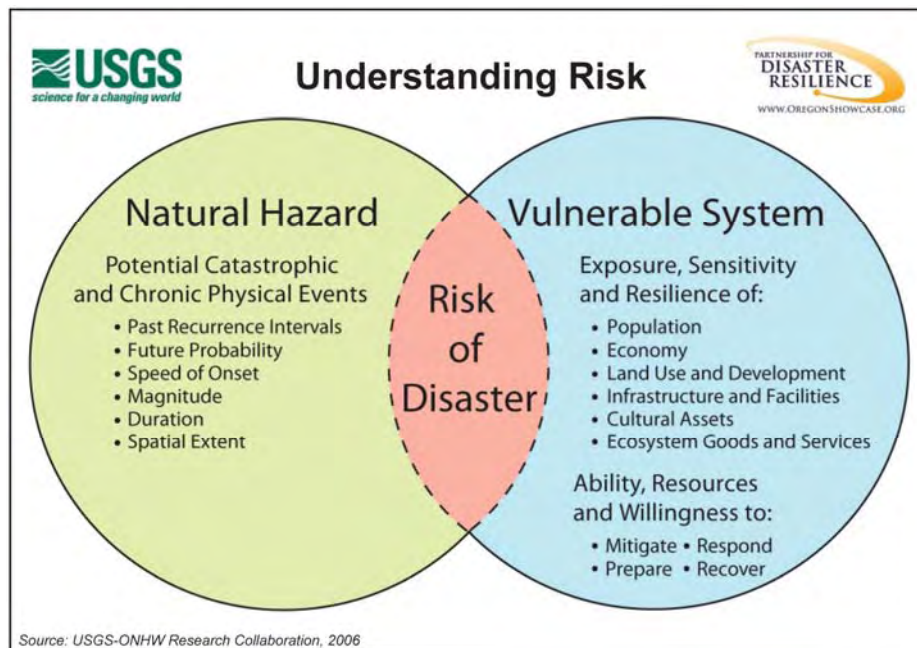 USGS
science for a changing world
Understanding Risk
PARTNERSHIP FOR
DISASTER
RESILIENCE
WWW.OREGONSHOWCASE.ORG
Natural Hazard
Potential Catastrophic
and Chronic Physical Events
• Past Recurrence Intervals
• Future Probability
• Speed of Onset
• Magnitude
• Duration
• Spatial Extent
Risk
of
Disaster
Vulnerable System
Exposure, Sensitivity
and Resilience of:
• Population
• Economy
• Land Use and Development
• Infrastructure and Facilities
• Cultural Assets
• Ecosystem Goods and Services
Ability, Resources
and Willingness to:
• Mitigate • Respond
• Prepare • Recover
Source: USGS-ONHW Research Collaboration, 2006